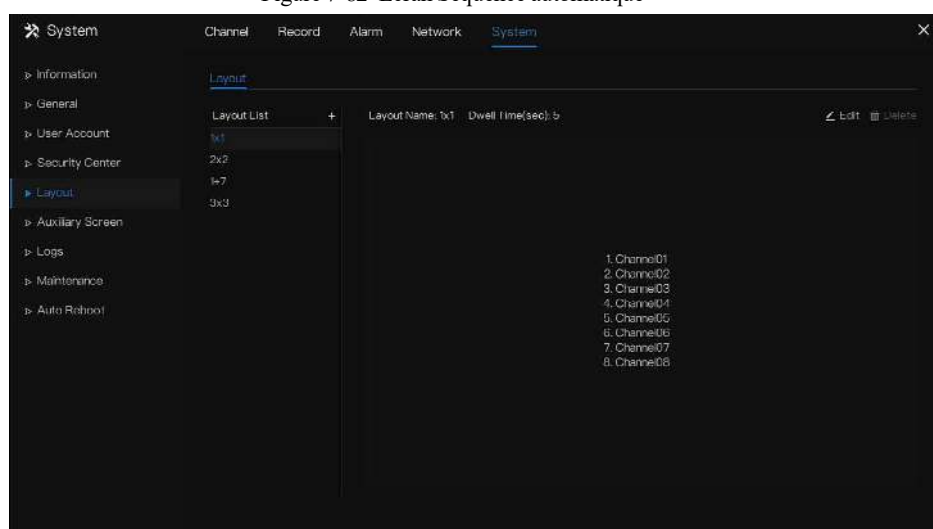 System Channel Record Alarm Network System
Information
General
User Account
Security Center
Layout
Auxiliary Screen
Logs
Maintenance
Auto Reboot
Layout
Layout List +
1x1
2x2
1+7
3x3
Layout Name: 1x1 Dwell Time(sec): 5
Edit Delete
1. Channel01
2. Channel02
3. Channel03
4. Channel04
5. Channel05
6. Channel06
7. Channel07
8. Channel08